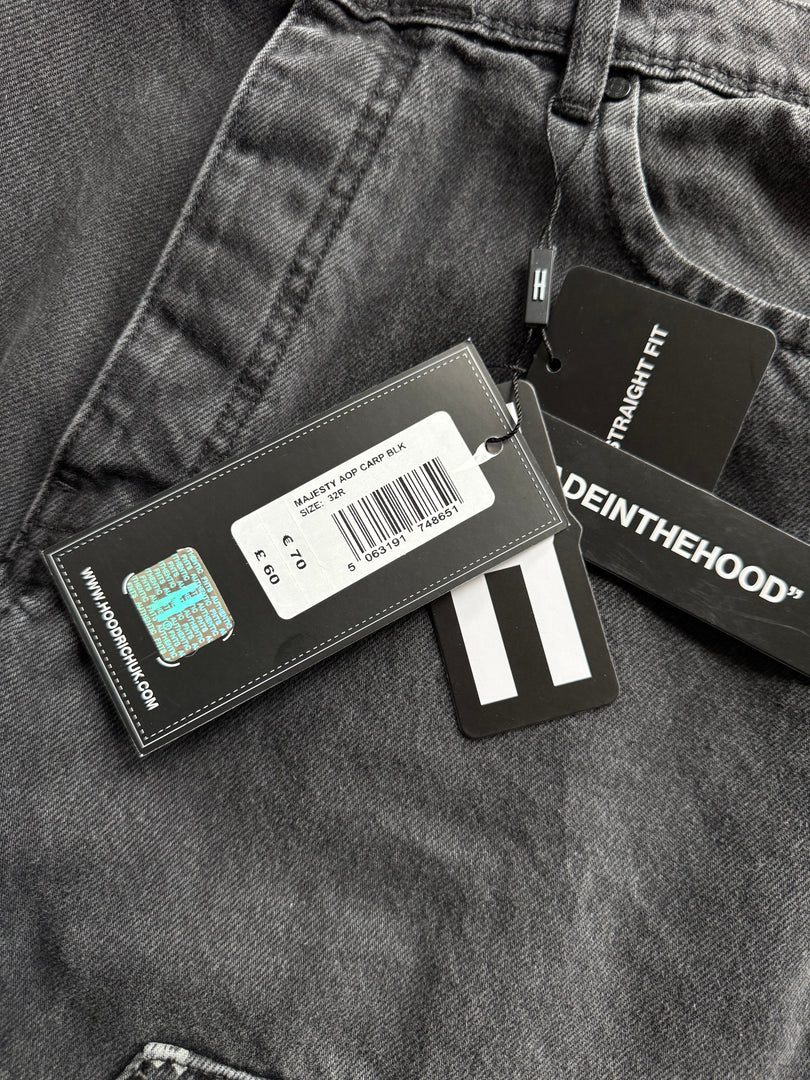 H
STRAIGHT FIT
ADEINTHEHOOD”
MAJESTY AOP CARP BLK
SIZE: 32R
5 063191 748651
€ 70
£ 60
WWW.HOODRICHUK.COM